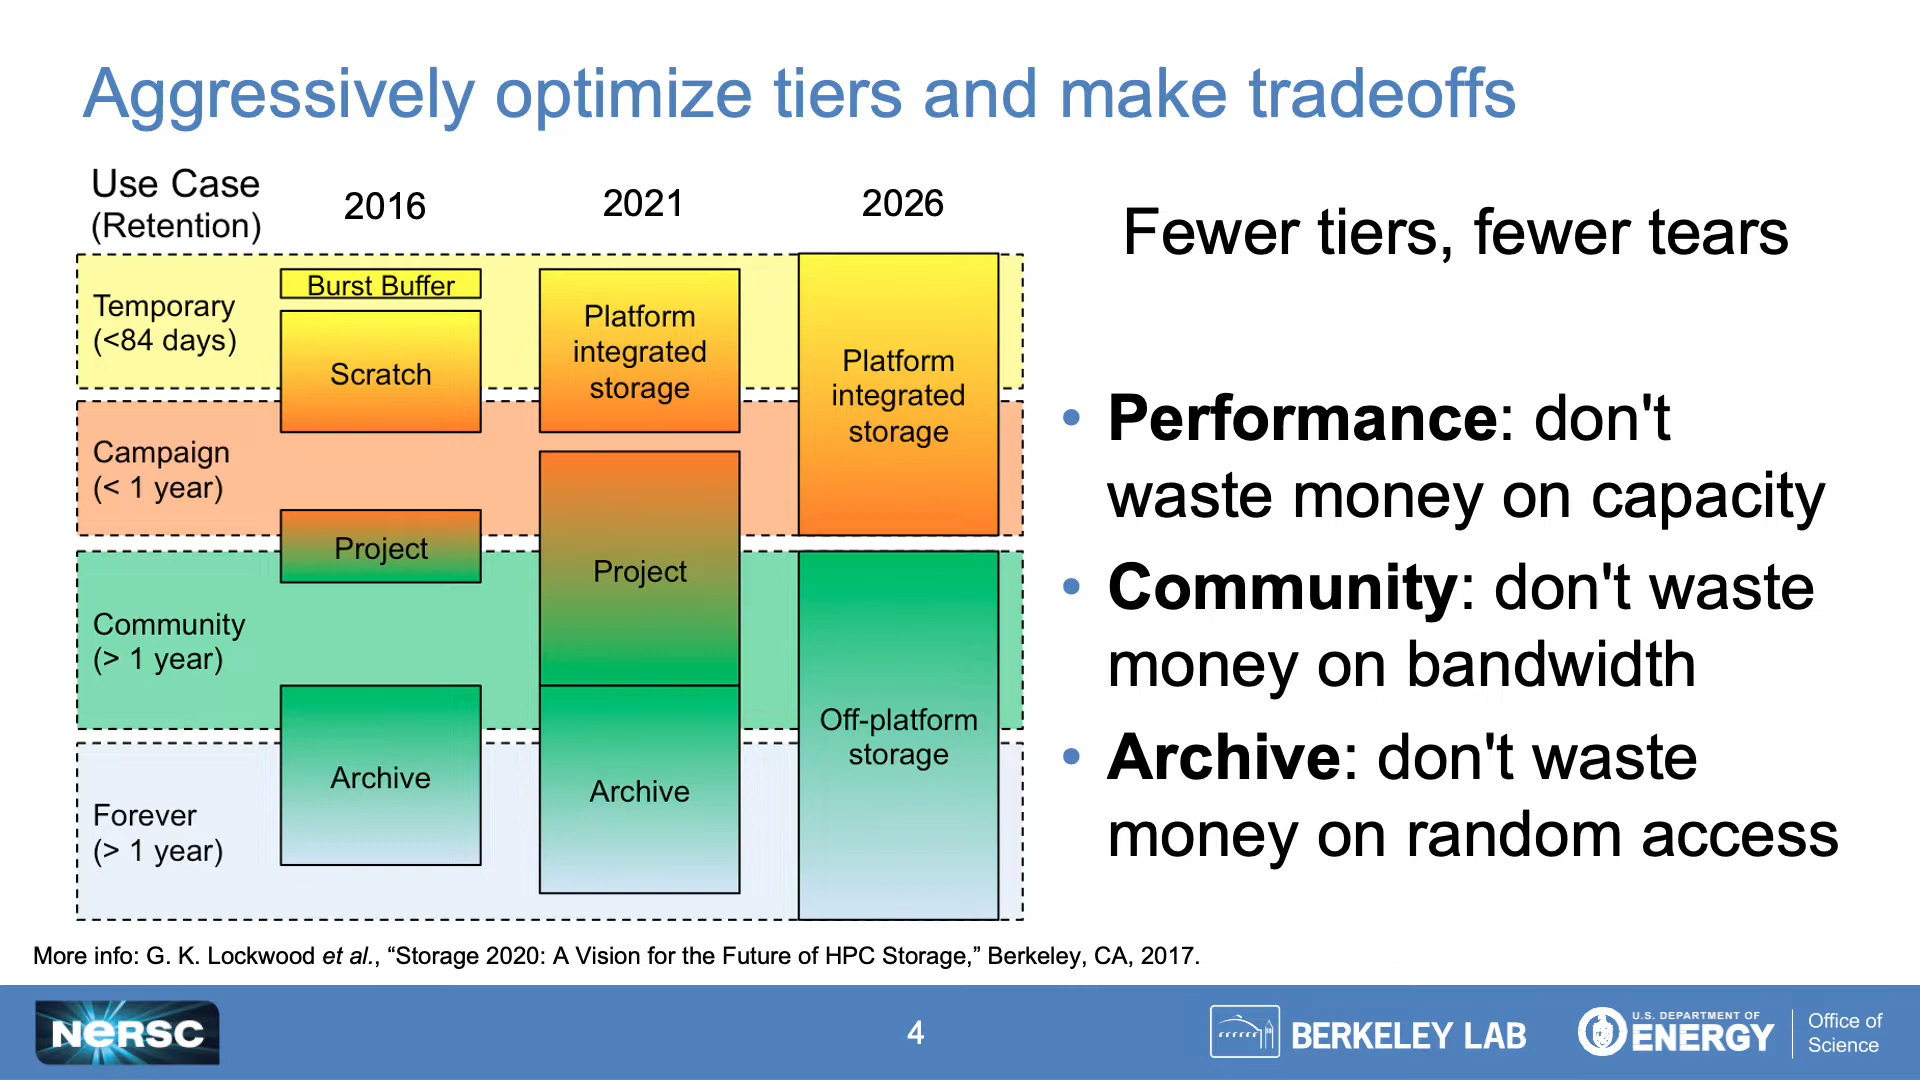 Aggressively optimize tiers and make tradeoffs
Use Case
(Retention)
2016
2021
2026
Temporary
(<84 days)
Campaign
(< 1 year)
Community
(> 1 year)
Forever
(> 1 year)
Burst Buffer
Scratch
Project
Archive
Platform
integrated
storage
Project
Archive
Platform
integrated
storage
Off-platform
storage
Fewer tiers, fewer tears
• Performance: don't
waste money on capacity
• Community: don't waste
money on bandwidth
• Archive: don't waste
money on random access
More info: G. K. Lockwood et al., “Storage 2020: A Vision for the Future of HPC Storage,” Berkeley, CA, 2017.
NeRSC
4
BERKELEY LAB
U.S. DEPARTMENT OF
ENERGY
Office of
Science